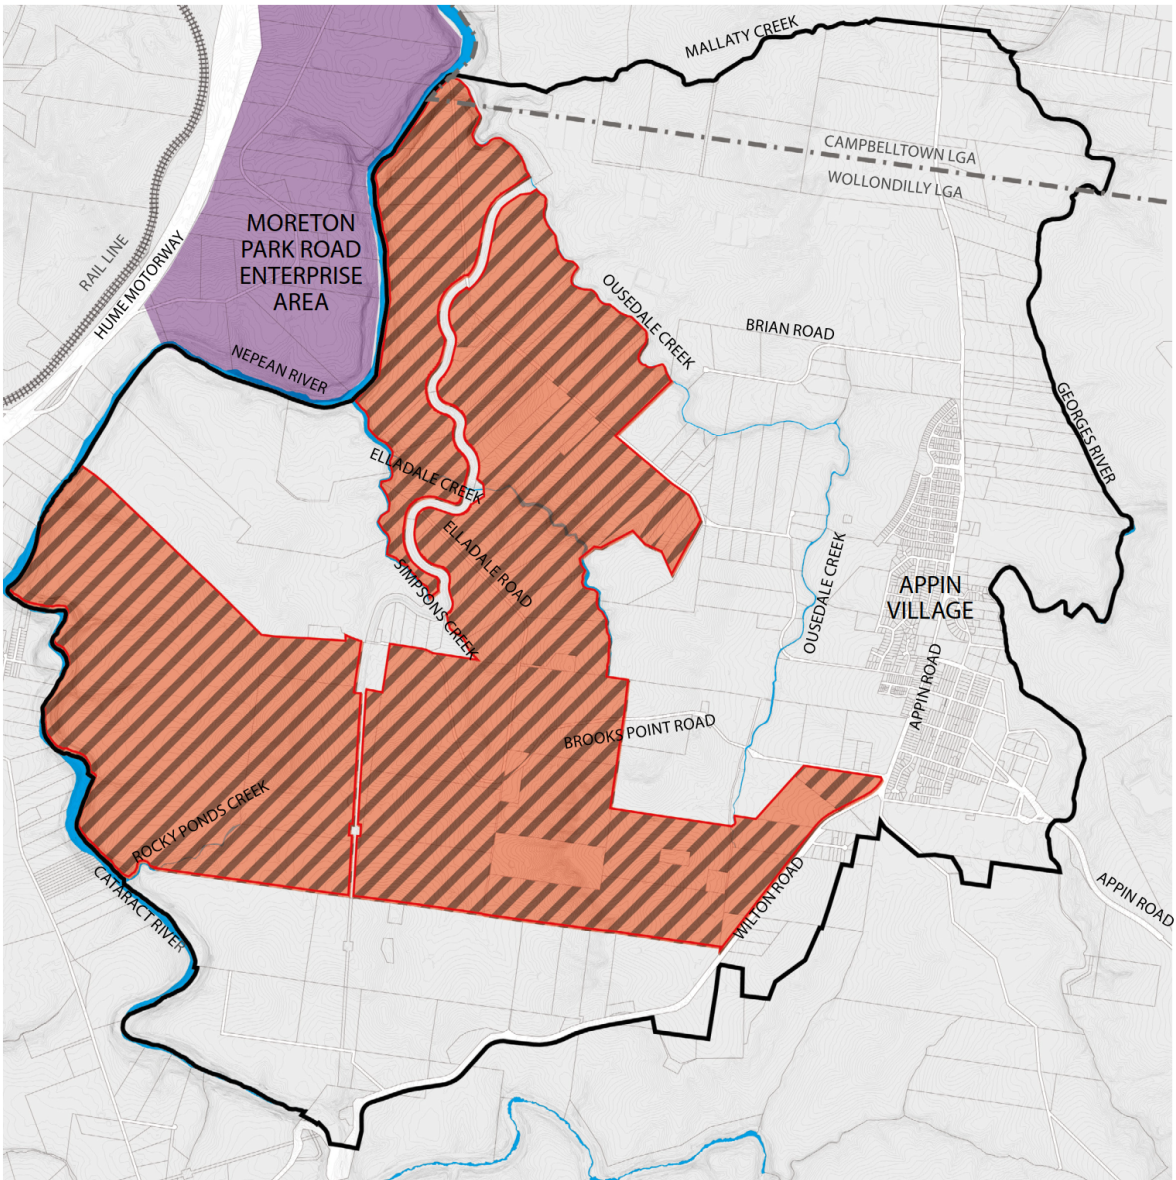 MALLATY CREEK
CAMPBELLTOWN LGA
WOLLONDILLY LGA
MORETON
PARK ROAD
ENTERPRISE
AREA
RAIL LINE
HUME MOTORWAY
NEPEAN RIVER
OUSEDALE CREEK
BRIAN ROAD
GEORGES RIVER
ELLADALE CREEK
ELLADALE ROAD
SIMPSONS CREEK
OUSEDALE CREEK
APPIN
VILLAGE
APPIN ROAD
BROOKS POINT ROAD
ROCKY PONDS CREEK
CATARACT RIVER
WILTON ROAD
APPIN ROAD